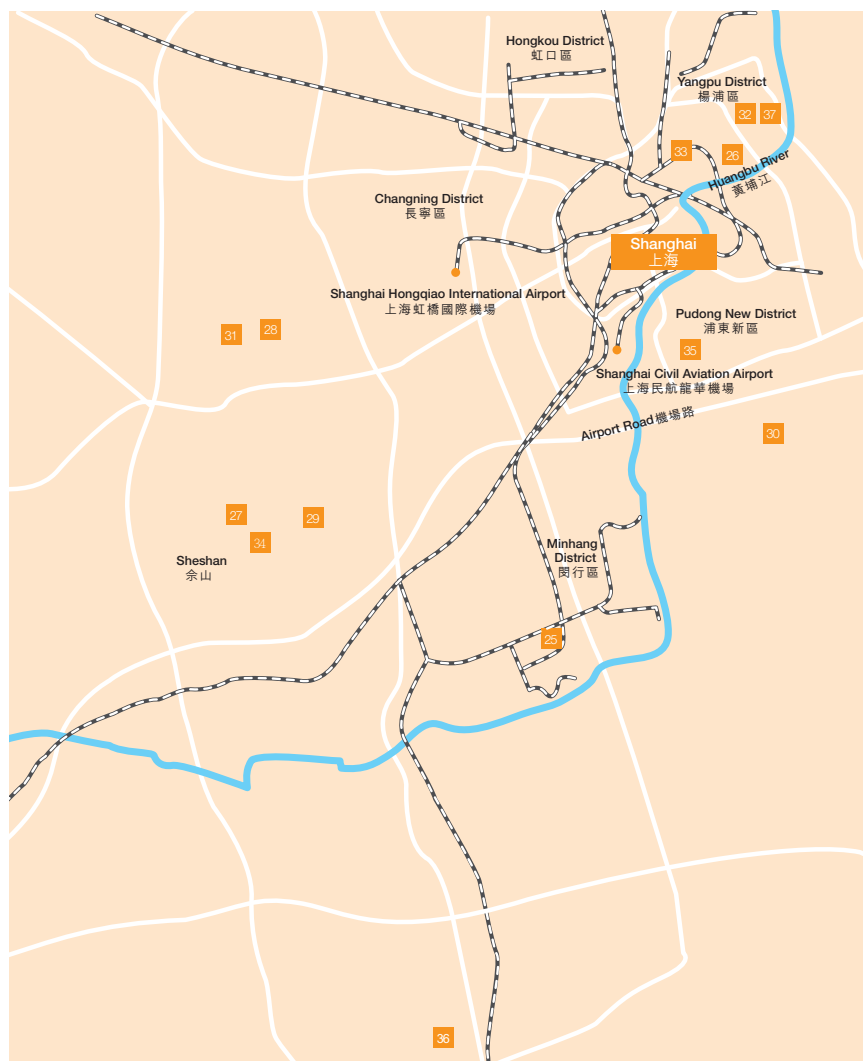 Hongkou District
虹口區
Yangpu District
楊浦區
32
37
33
26
Huangbu River
黃埔江
Changning District
長寧區
Shanghai
上海
Shanghai Hongqiao International Airport
上海虹橋國際機場
Pudong New District
浦東新區
31
28
35
Shanghai Civil Aviation Airport
上海民航龍華機場
Airport Road 機場路
30
27
29
34
Sheshan
佘山
Minhang
District
閔行區
25
36